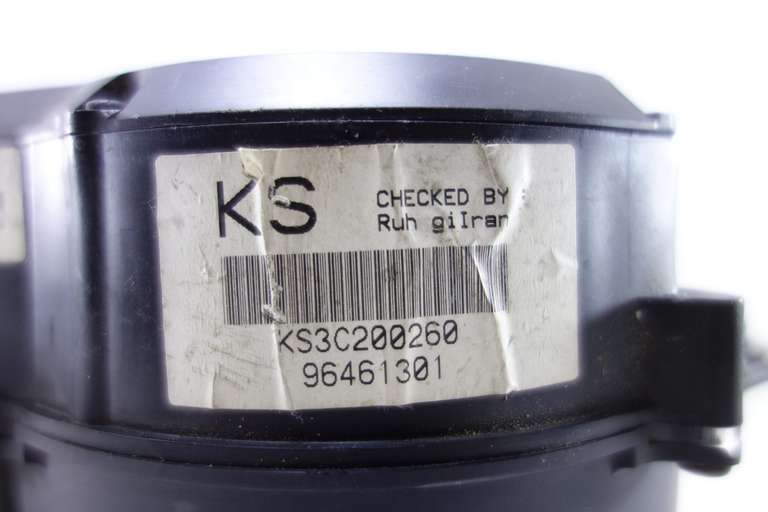 KS
CHECKED BY :
Ruh giIran
KS3C200260
96461301